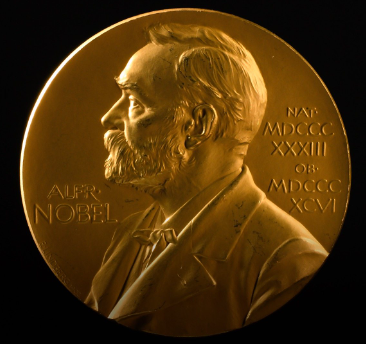 ALFR·
NOBEL
NAT·
MDCCC
XXXIII
OB·
MDCCC
XCVI